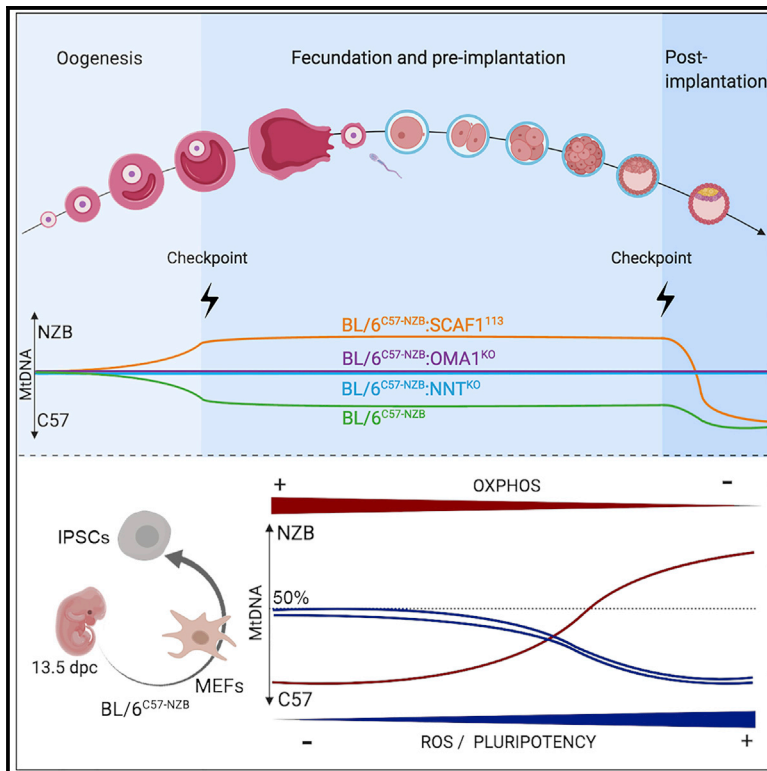 Oogenesis
Fecundation and pre-implantation
Post-
implantation
Checkpoint
Checkpoint
NZB
MtDNA
C57
BL/6C57-NZB:SCAF1113
BL/6C57-NZB:OMA1KO
BL/6C57-NZB:NNTKO
BL/6C57-NZB
+
OXPHOS
-
IPSCs
13.5 dpc
MEFs
BL/6C57-NZB
NZB
50%
MtDNA
C57
-
ROS / PLURIPOTENCY
+